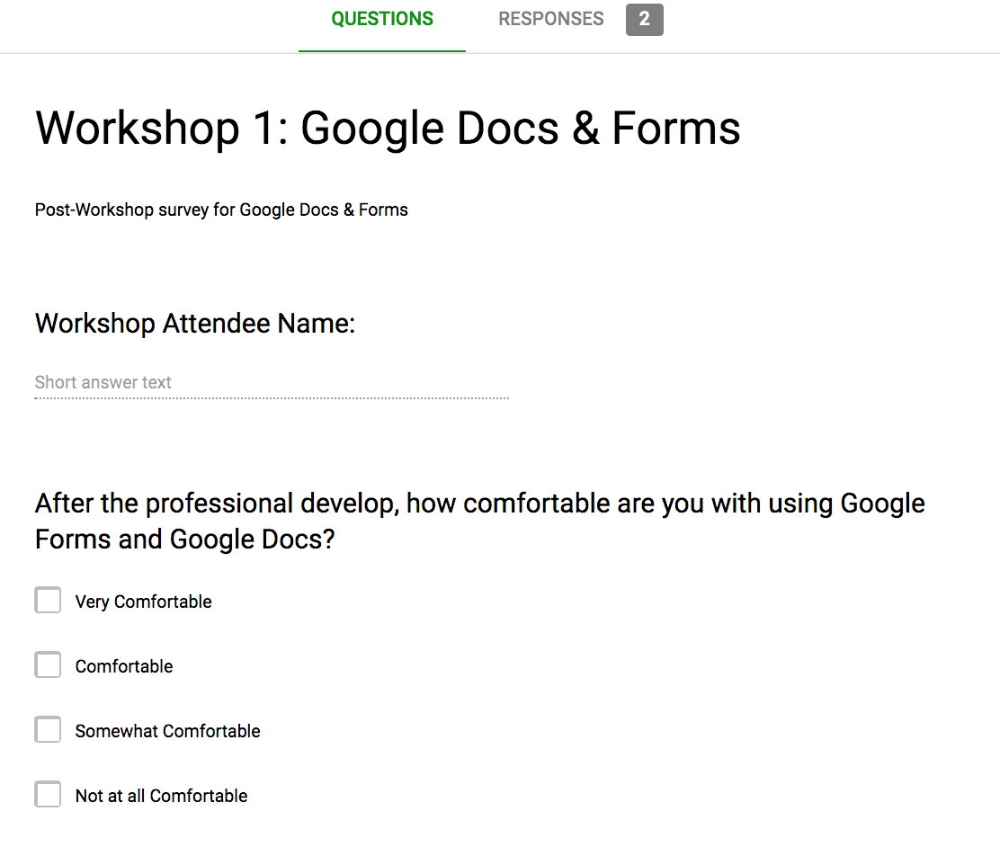 QUESTIONS RESPONSES 2
Workshop 1: Google Docs & Forms
Post-Workshop survey for Google Docs & Forms
Workshop Attendee Name:
Short answer text
After the professional develop, how comfortable are you with using Google
Forms and Google Docs?
Very Comfortable
Comfortable
Somewhat Comfortable
Not at all Comfortable